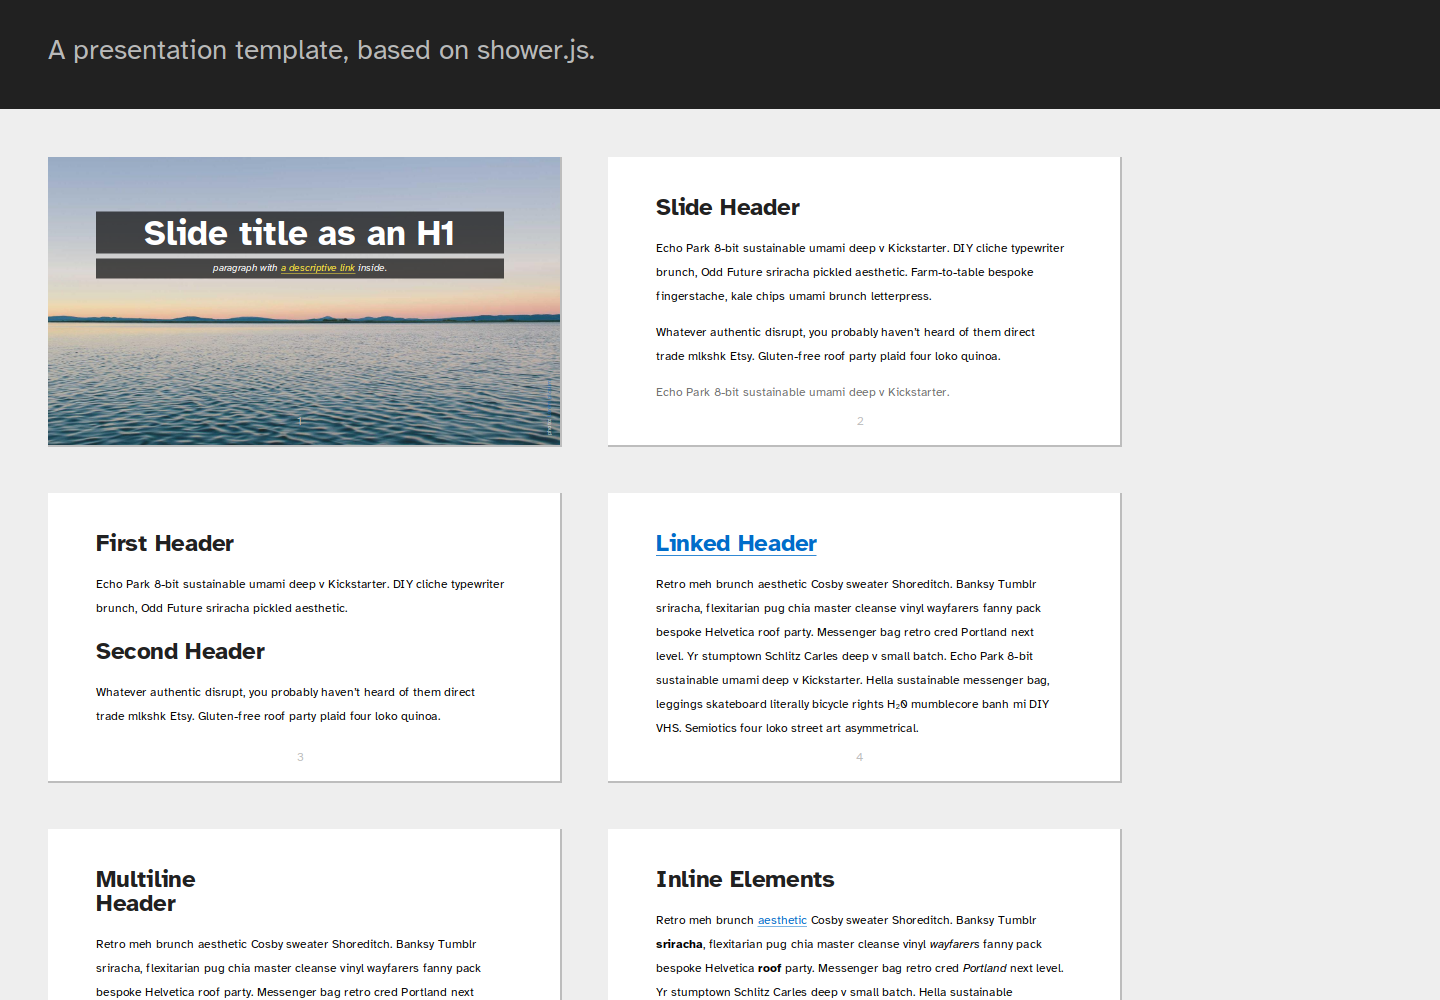 A presentation template, based on shower.js.
Slide title as an H1
paragraph with a descriptive link inside.
1
Slide Header
Echo Park 8-bit sustainable umami deep v Kickstarter. DIY cliche typewriter
brunch, Odd Future sriracha pickled aesthetic. Farm-to-table bespoke
fingerstache, kale chips umami brunch letterpress.
Whatever authentic disrupt, you probably haven't heard of them direct
trade mlkshk Etsy. Gluten-free roof party plaid four loko quinoa.
Echo Park 8-bit sustainable umami deep v Kickstarter.
2
First Header
Echo Park 8-bit sustainable umami deep v Kickstarter. DIY cliche typewriter
brunch, Odd Future sriracha pickled aesthetic.
Second Header
Whatever authentic disrupt, you probably haven't heard of them direct
trade mlkshk Etsy. Gluten-free roof party plaid four loko quinoa.
3
Linked Header
Retro meh brunch aesthetic Cosby sweater Shoreditch. Banksy Tumblr
sriracha, flexitarian pug chia master cleanse vinyl wayfarers fanny pack
bespoke Helvetica roof party. Messenger bag retro cred Portland next
level. Yr stumptown Schlitz Carles deep v small batch. Echo Park 8-bit
sustainable umami deep v Kickstarter. Hella sustainable messenger bag,
leggings skateboard literally bicycle rights H₂0 mumblecore banh mi DIY
VHS. Semiotics four loko street art asymmetrical.
4
Multiline
Header
Retro meh brunch aesthetic Cosby sweater Shoreditch. Banksy Tumblr
sriracha, flexitarian pug chia master cleanse vinyl wayfarers fanny pack
bespoke Helvetica roof party. Messenger bag retro cred Portland next
Inline Elements
Retro meh brunch aesthetic Cosby sweater Shoreditch. Banksy Tumblr
sriracha, flexitarian pug chia master cleanse vinyl wayfarers fanny pack
bespoke Helvetica roof party. Messenger bag retro cred Portland next level.
Yr stumptown Schlitz Carles deep v small batch. Hella sustainable